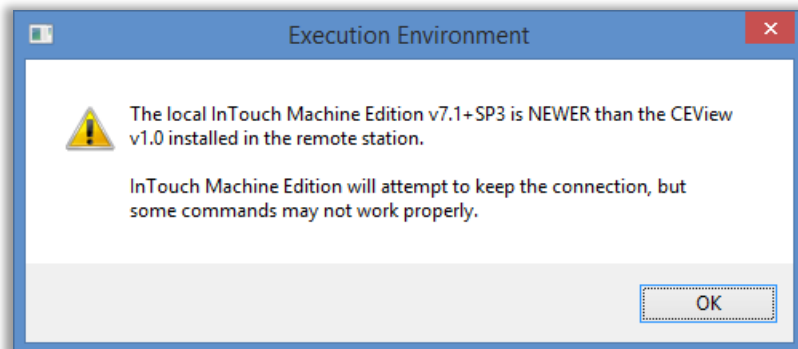 Execution Environment
The local InTouch Machine Edition v7.1+SP3 is NEWER than the CEView
v1.0 installed in the remote station.
InTouch Machine Edition will attempt to keep the connection, but
some commands may not work properly.
OK